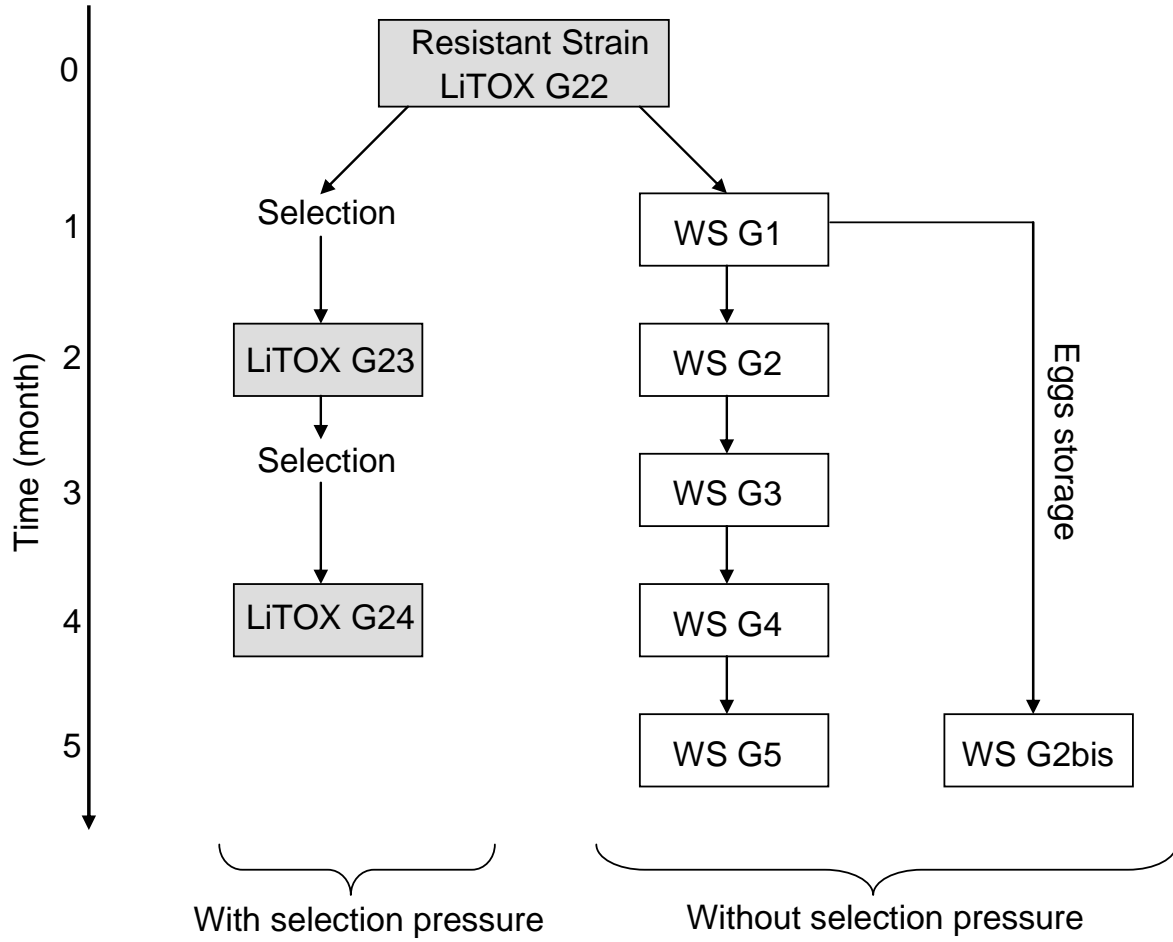 Resistant Strain
LiTOX G22
0
Selection
WS G1
1
LiTOX G23
WS G2
2
Eggs storage
Time (month)
Selection
WS G3
3
LiTOX G24
WS G4
4
WS G5
WS G2bis
5
With selection pressure
Without selection pressure